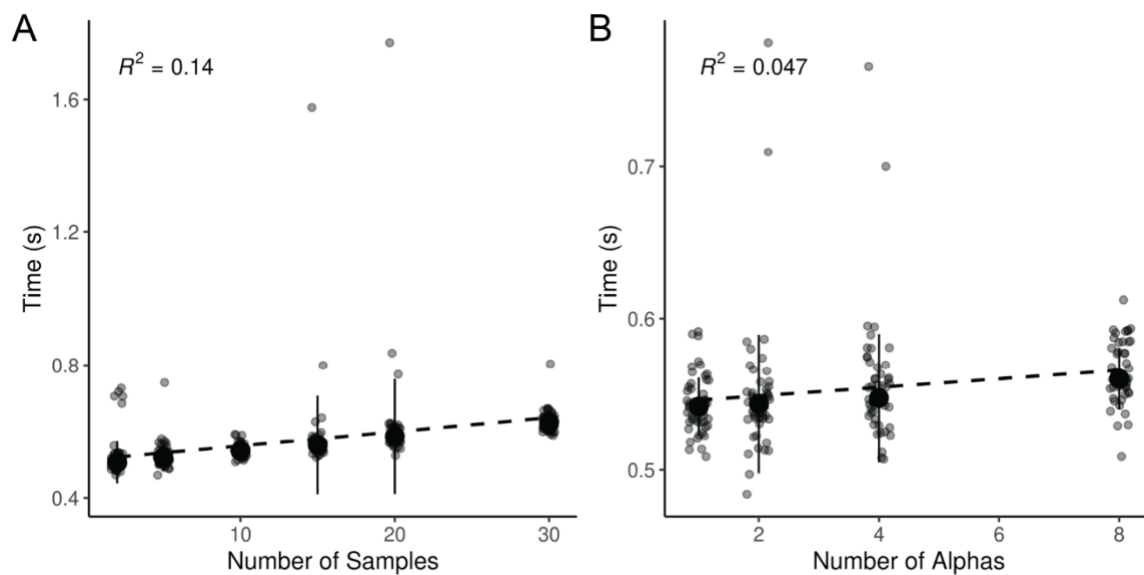 A
R² = 0.14
1.6
1.2
0.8
0.4
Time (s)
10
20
30
Number of Samples
B
R² = 0.047
0.7
0.6
0.5
Time (s)
2
4
6
8
Number of Alphas